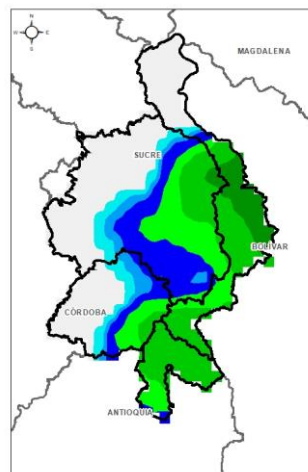 N
W E
S
MAGDALENA
SUCRE
BOLIVAR
CÓRDOBA
ANTIOQUIA